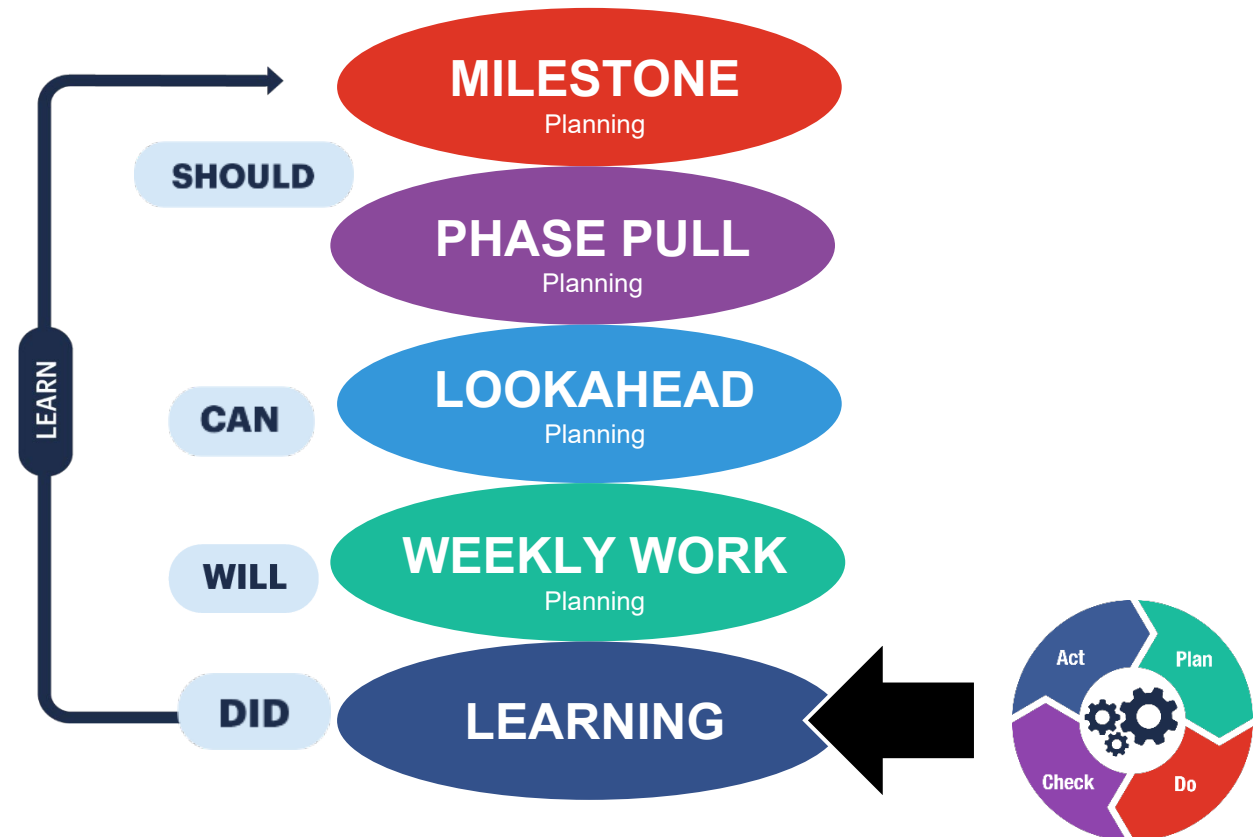 MILESTONE
Planning
SHOULD
PHASE PULL
Planning
LEARN
CAN
LOOKAHEAD
Planning
WILL
WEEKLY WORK
Planning
DID
LEARNING
Act
Plan
Check
Do